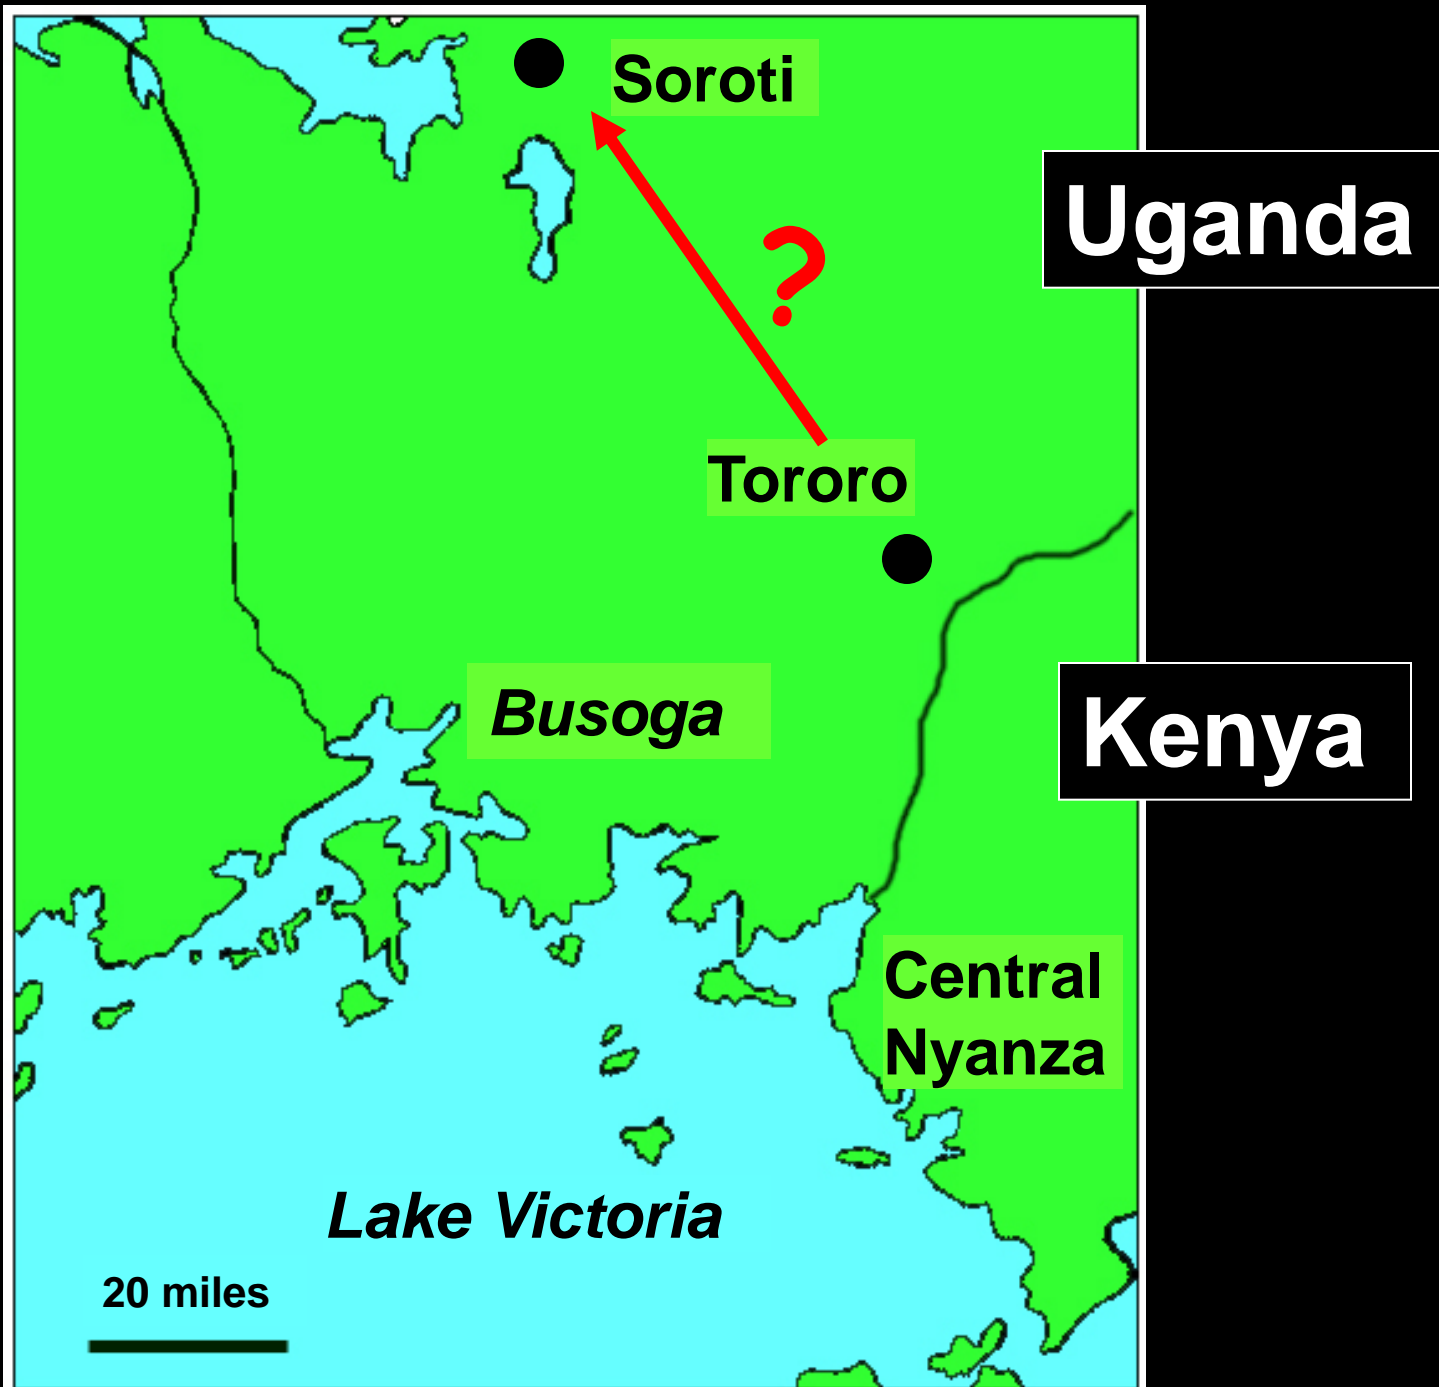 Soroti
Uganda
?
Tororo
Busoga
Kenya
Central
Nyanza
Lake Victoria
20 miles